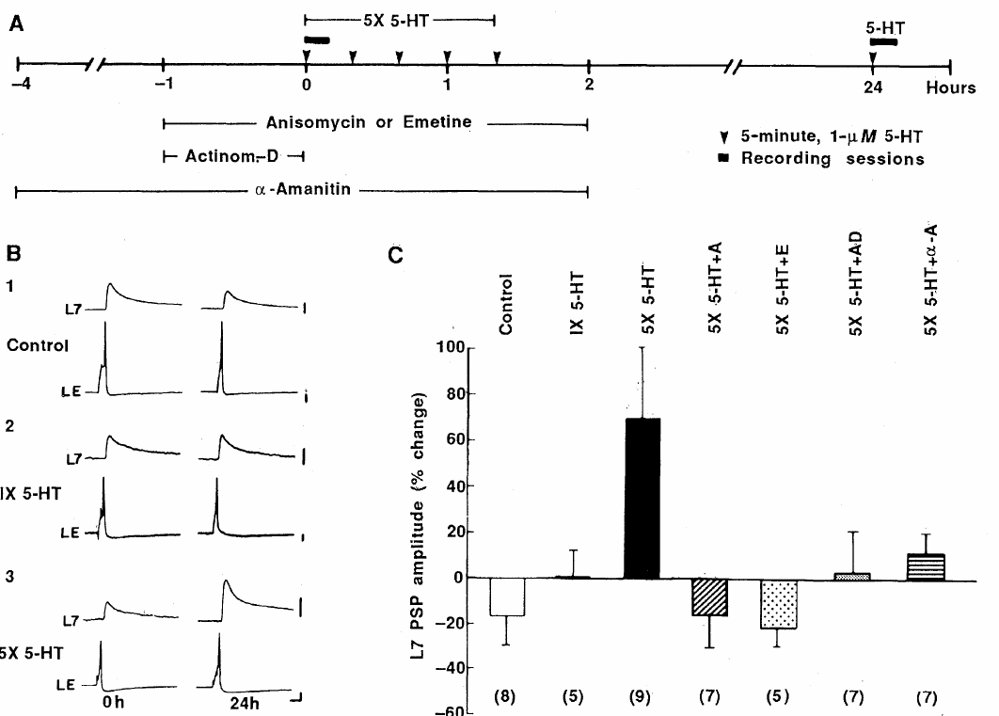 A
5X 5-HT
5-HT
–4 –1 0 1 2 24 Hours
Anisomycin or Emetine
Actinom.-D
α-Amanitin
5-minute, 1-μM 5-HT
Recording sessions
B
1
L7
Control
LE
2
L7
IX 5-HT
LE
3
L7
5X 5-HT
LE
0h 24h
C
Control
IX 5-HT
5X 5-HT
5X 5-HT+A
5X 5-HT+E
5X 5-HT+AD
5X 5-HT+α-A
L7 PSP amplitude (% change)
100
80
60
40
20
0
–20
–40
–60
(8) (5) (9) (7) (5) (7) (7)